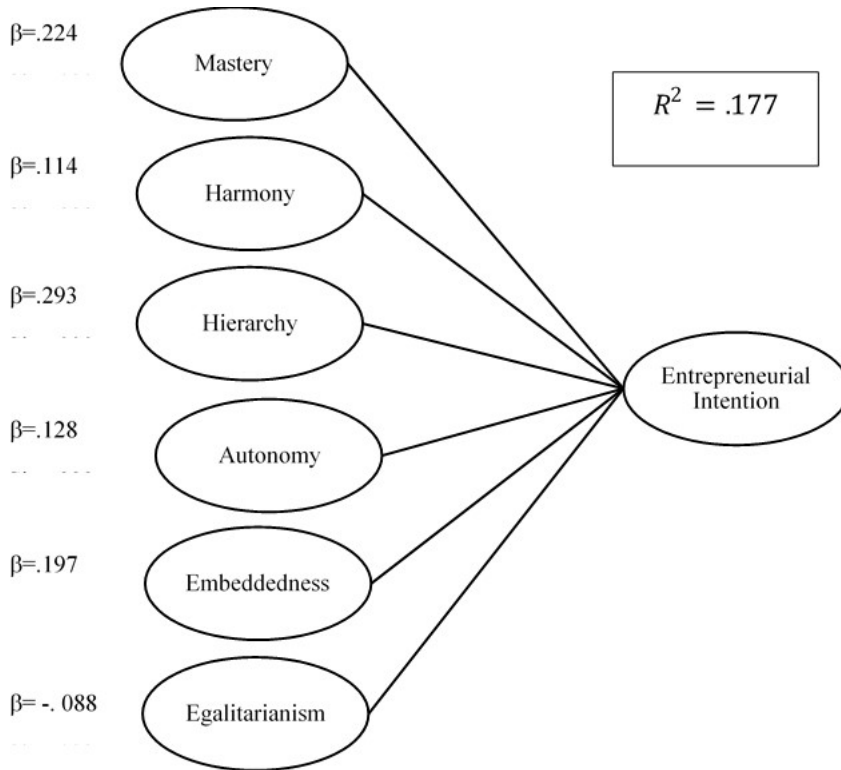 β=.224
Mastery
R² = .177
β=.114
Harmony
β=.293
Hierarchy
Entrepreneurial
Intention
β=.128
Autonomy
β=.197
Embeddedness
β= -. 088
Egalitarianism